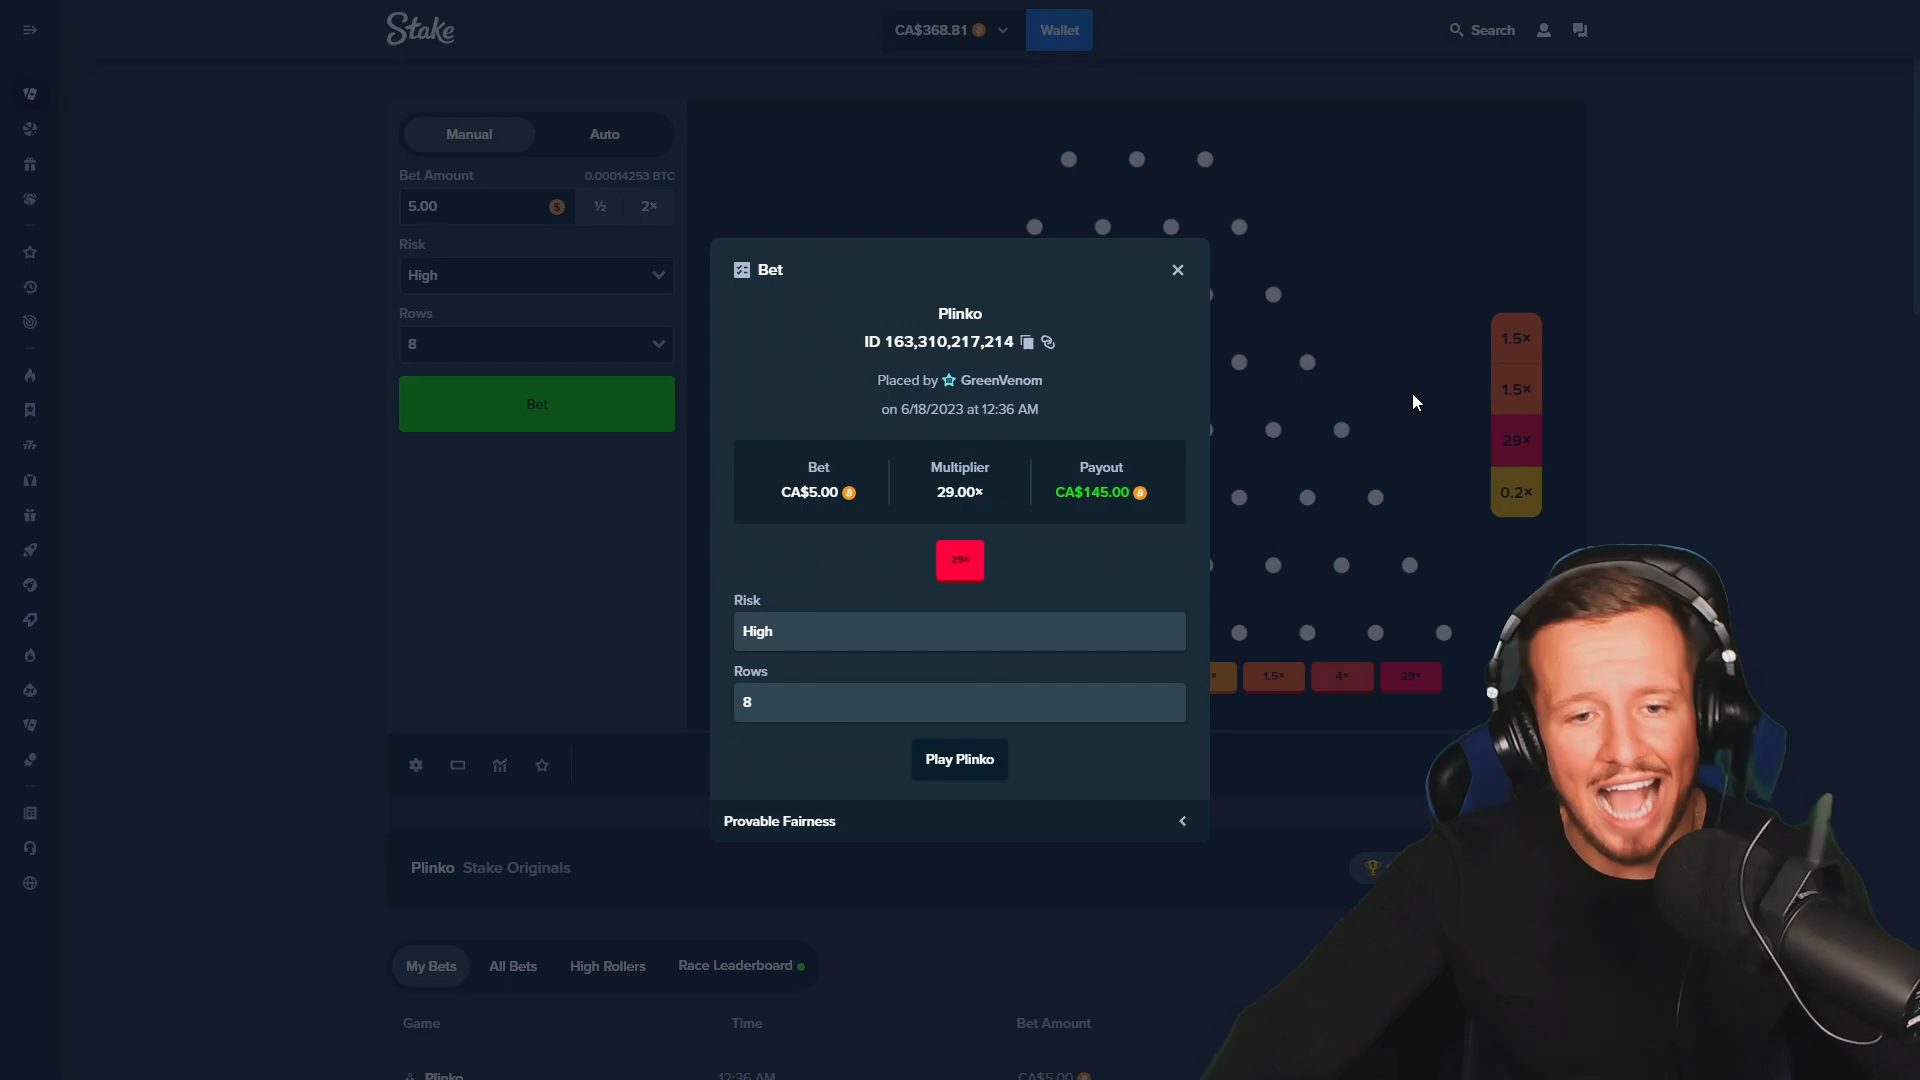 Stake
CA$368.81
Wallet
Search
Manual
Auto
Bet Amount
0.00014253 BTC
5.00
½
2×
Risk
High
Rows
8
Bet
Bet
Plinko
ID 163,310,217,214
Placed by GreenVenom
on 6/18/2023 at 12:36 AM
Bet
Multiplier
Payout
CA$5.00
29.00×
CA$145.00
29×
Risk
High
Rows
8
Play Plinko
Provable Fairness
1.5×
1.5×
29×
0.2×
1.5×
4×
29×
Plinko Stake Originals
My Bets
All Bets
High Rollers
Race Leaderboard
Game
Time
Bet Amount
Plinko
12:36 AM
CA$5.00